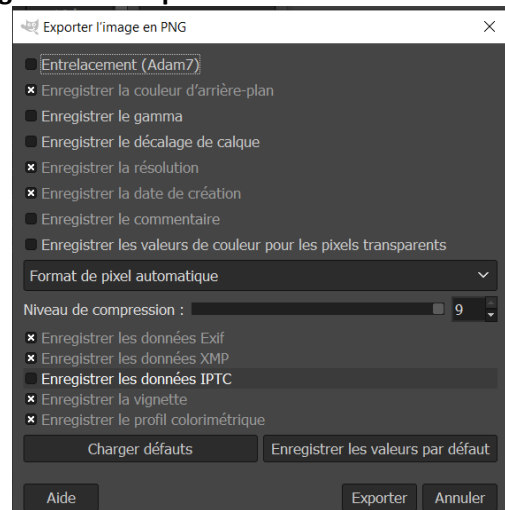 Exporter l'image en PNG
Entrelacement (Adam7)
Enregistrer la couleur d'arrière-plan
Enregistrer le gamma
Enregistrer le décalage de calque
Enregistrer la résolution
Enregistrer la date de création
Enregistrer le commentaire
Enregistrer les valeurs de couleur pour les pixels transparents
Format de pixel automatique
Niveau de compression : 9
Enregistrer les données Exif
Enregistrer les données XMP
Enregistrer les données IPTC
Enregistrer la vignette
Enregistrer le profil colorimétrique
Charger défauts Enregistrer les valeurs par défaut
Aide Exporter Annuler